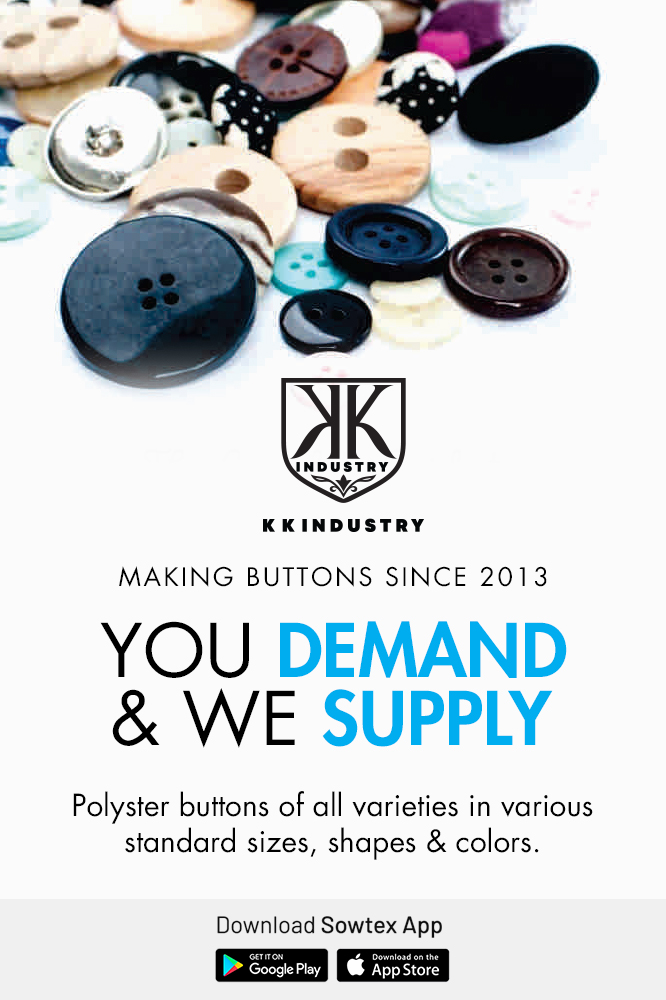 KK
INDUSTRY
KKINDUSTRY
MAKING BUTTONS SINCE 2013
YOU DEMAND
& WE SUPPLY
Polyster buttons of all varieties in various
standard sizes, shapes & colors.
Download Sowtex App
GET IT ON
Google Play
Download on the
App Store